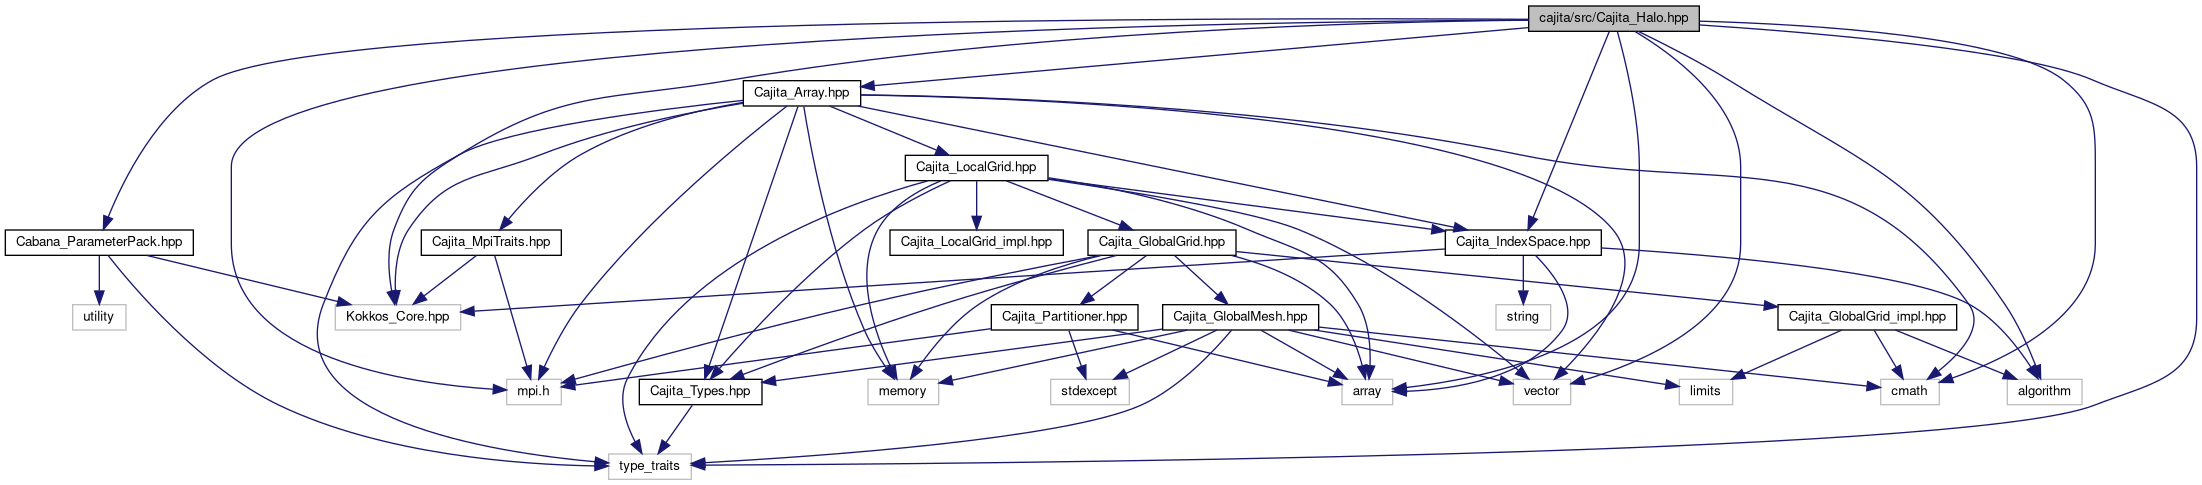 cajita/src/Cajita_Halo.hpp
Cajita_Array.hpp
Cajita_LocalGrid.hpp
Cabana_ParameterPack.hpp
Cajita_MpiTraits.hpp
Cajita_LocalGrid_impl.hpp
Cajita_GlobalGrid.hpp
Cajita_IndexSpace.hpp
utility
Kokkos_Core.hpp
Cajita_Partitioner.hpp
Cajita_GlobalMesh.hpp
string
Cajita_GlobalGrid_impl.hpp
mpi.h
Cajita_Types.hpp
memory
stdexcept
array
vector
limits
cmath
algorithm
type_traits